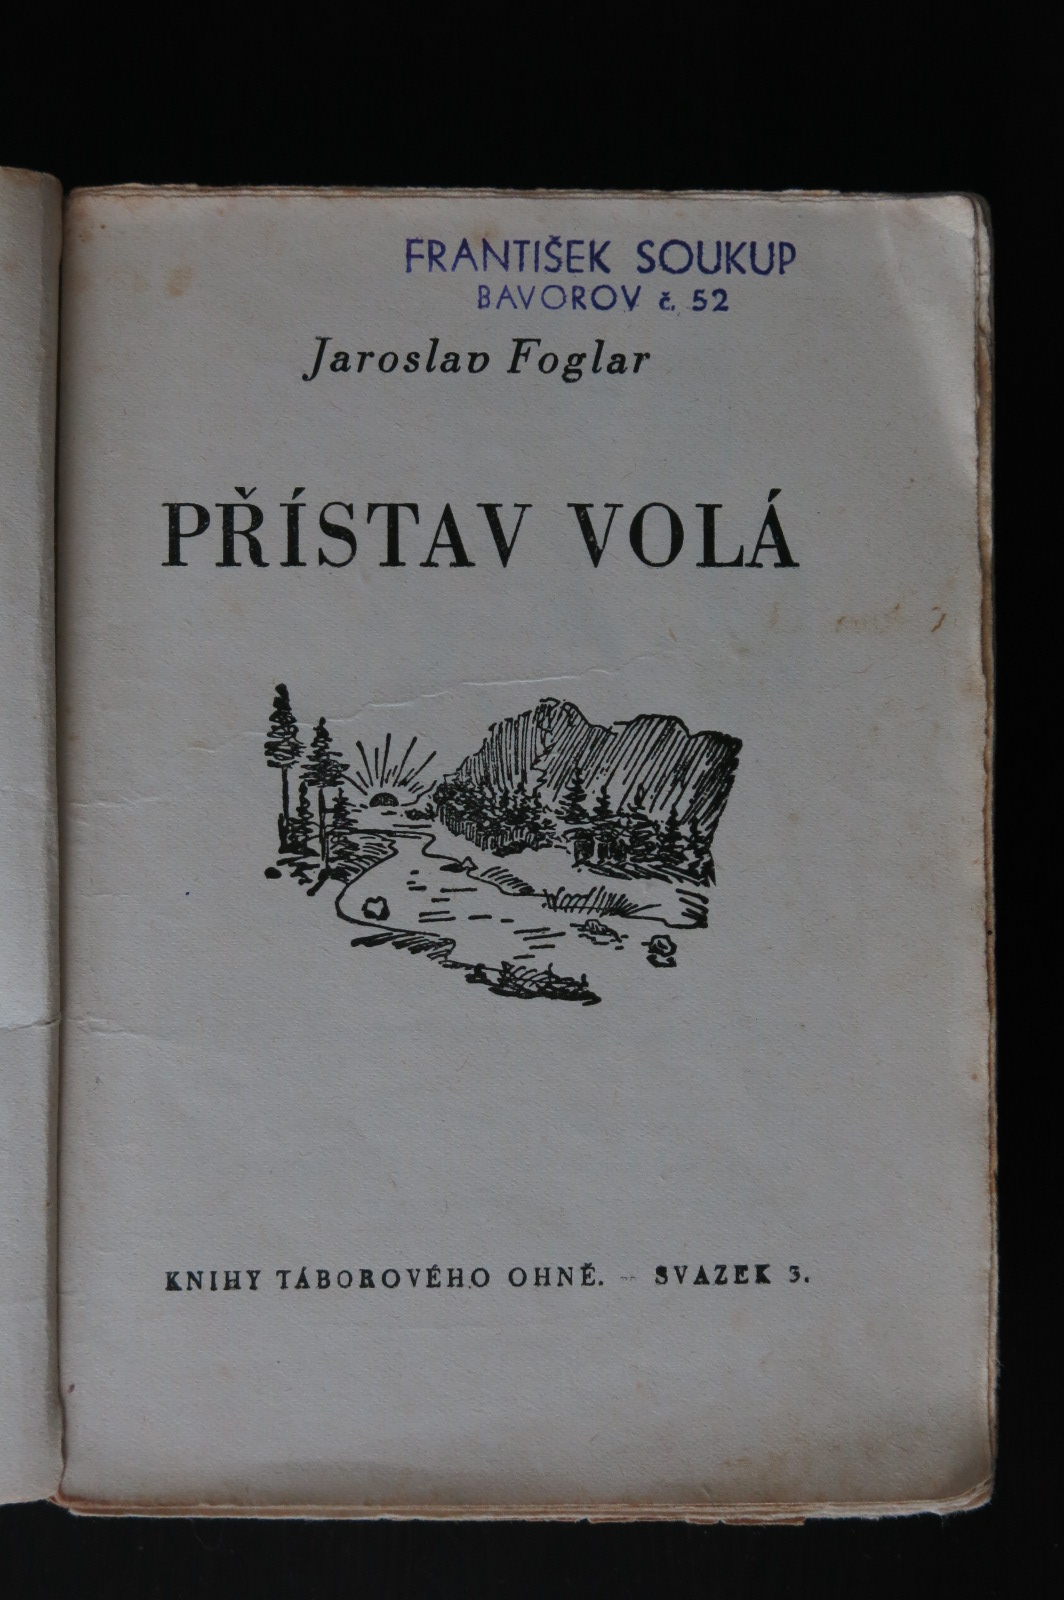 FRANTIŠEK SOUKUP
BAVOROV č. 52
Jaroslav Foglar
PŘÍSTAV VOLÁ
KNIHY TÁBOROVÉHO OHNĚ. – SVAZEK 3.